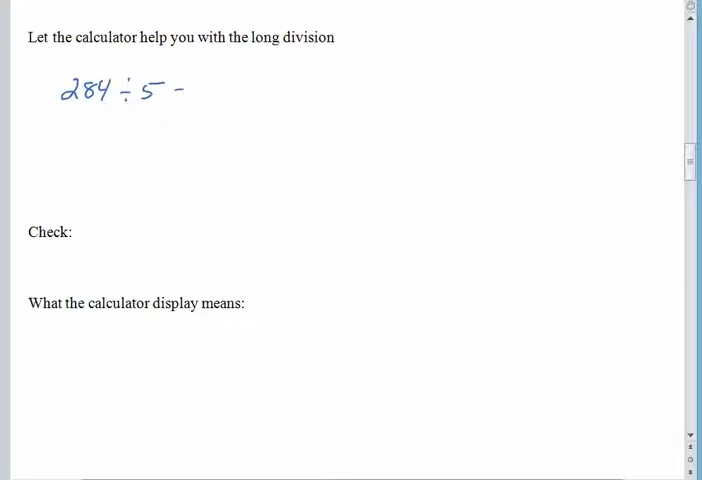 Let the calculator help you with the long division
284 ÷ 5 -
Check:
What the calculator display means: